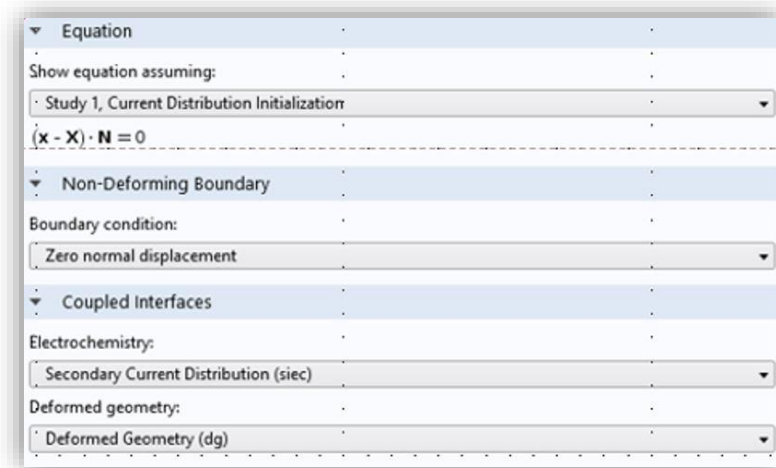 Equation
Show equation assuming:
Study 1, Current Distribution Initialization
(x - X) · N = 0
Non-Deforming Boundary
Boundary condition:
Zero normal displacement
Coupled Interfaces
Electrochemistry:
Secondary Current Distribution (siec)
Deformed geometry:
Deformed Geometry (dg)